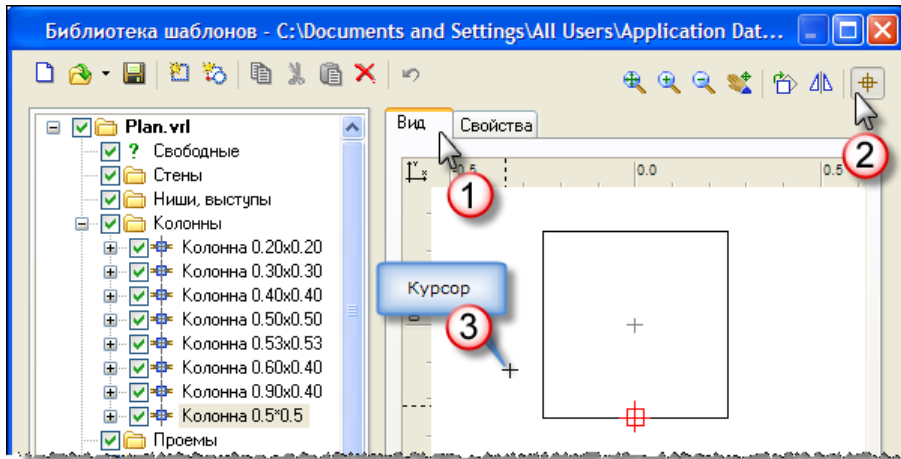 Библиотека шаблонов - C:\Documents and Settings\All Users\Application Dat...
Вид
Свойства
2
Plan.vrl
? Свободные
Стены
Ниши, выступы
Колонны
Колонна 0.20x0.20
Колонна 0.30x0.30
Колонна 0.40x0.40
Колонна 0.50x0.50
Колонна 0.53x0.53
Колонна 0.60x0.40
Колонна 0.90x0.40
Колонна 0.5*0.5
Проемы
Y x
-0.5
0.0
0.5
1
Курсор
3
0